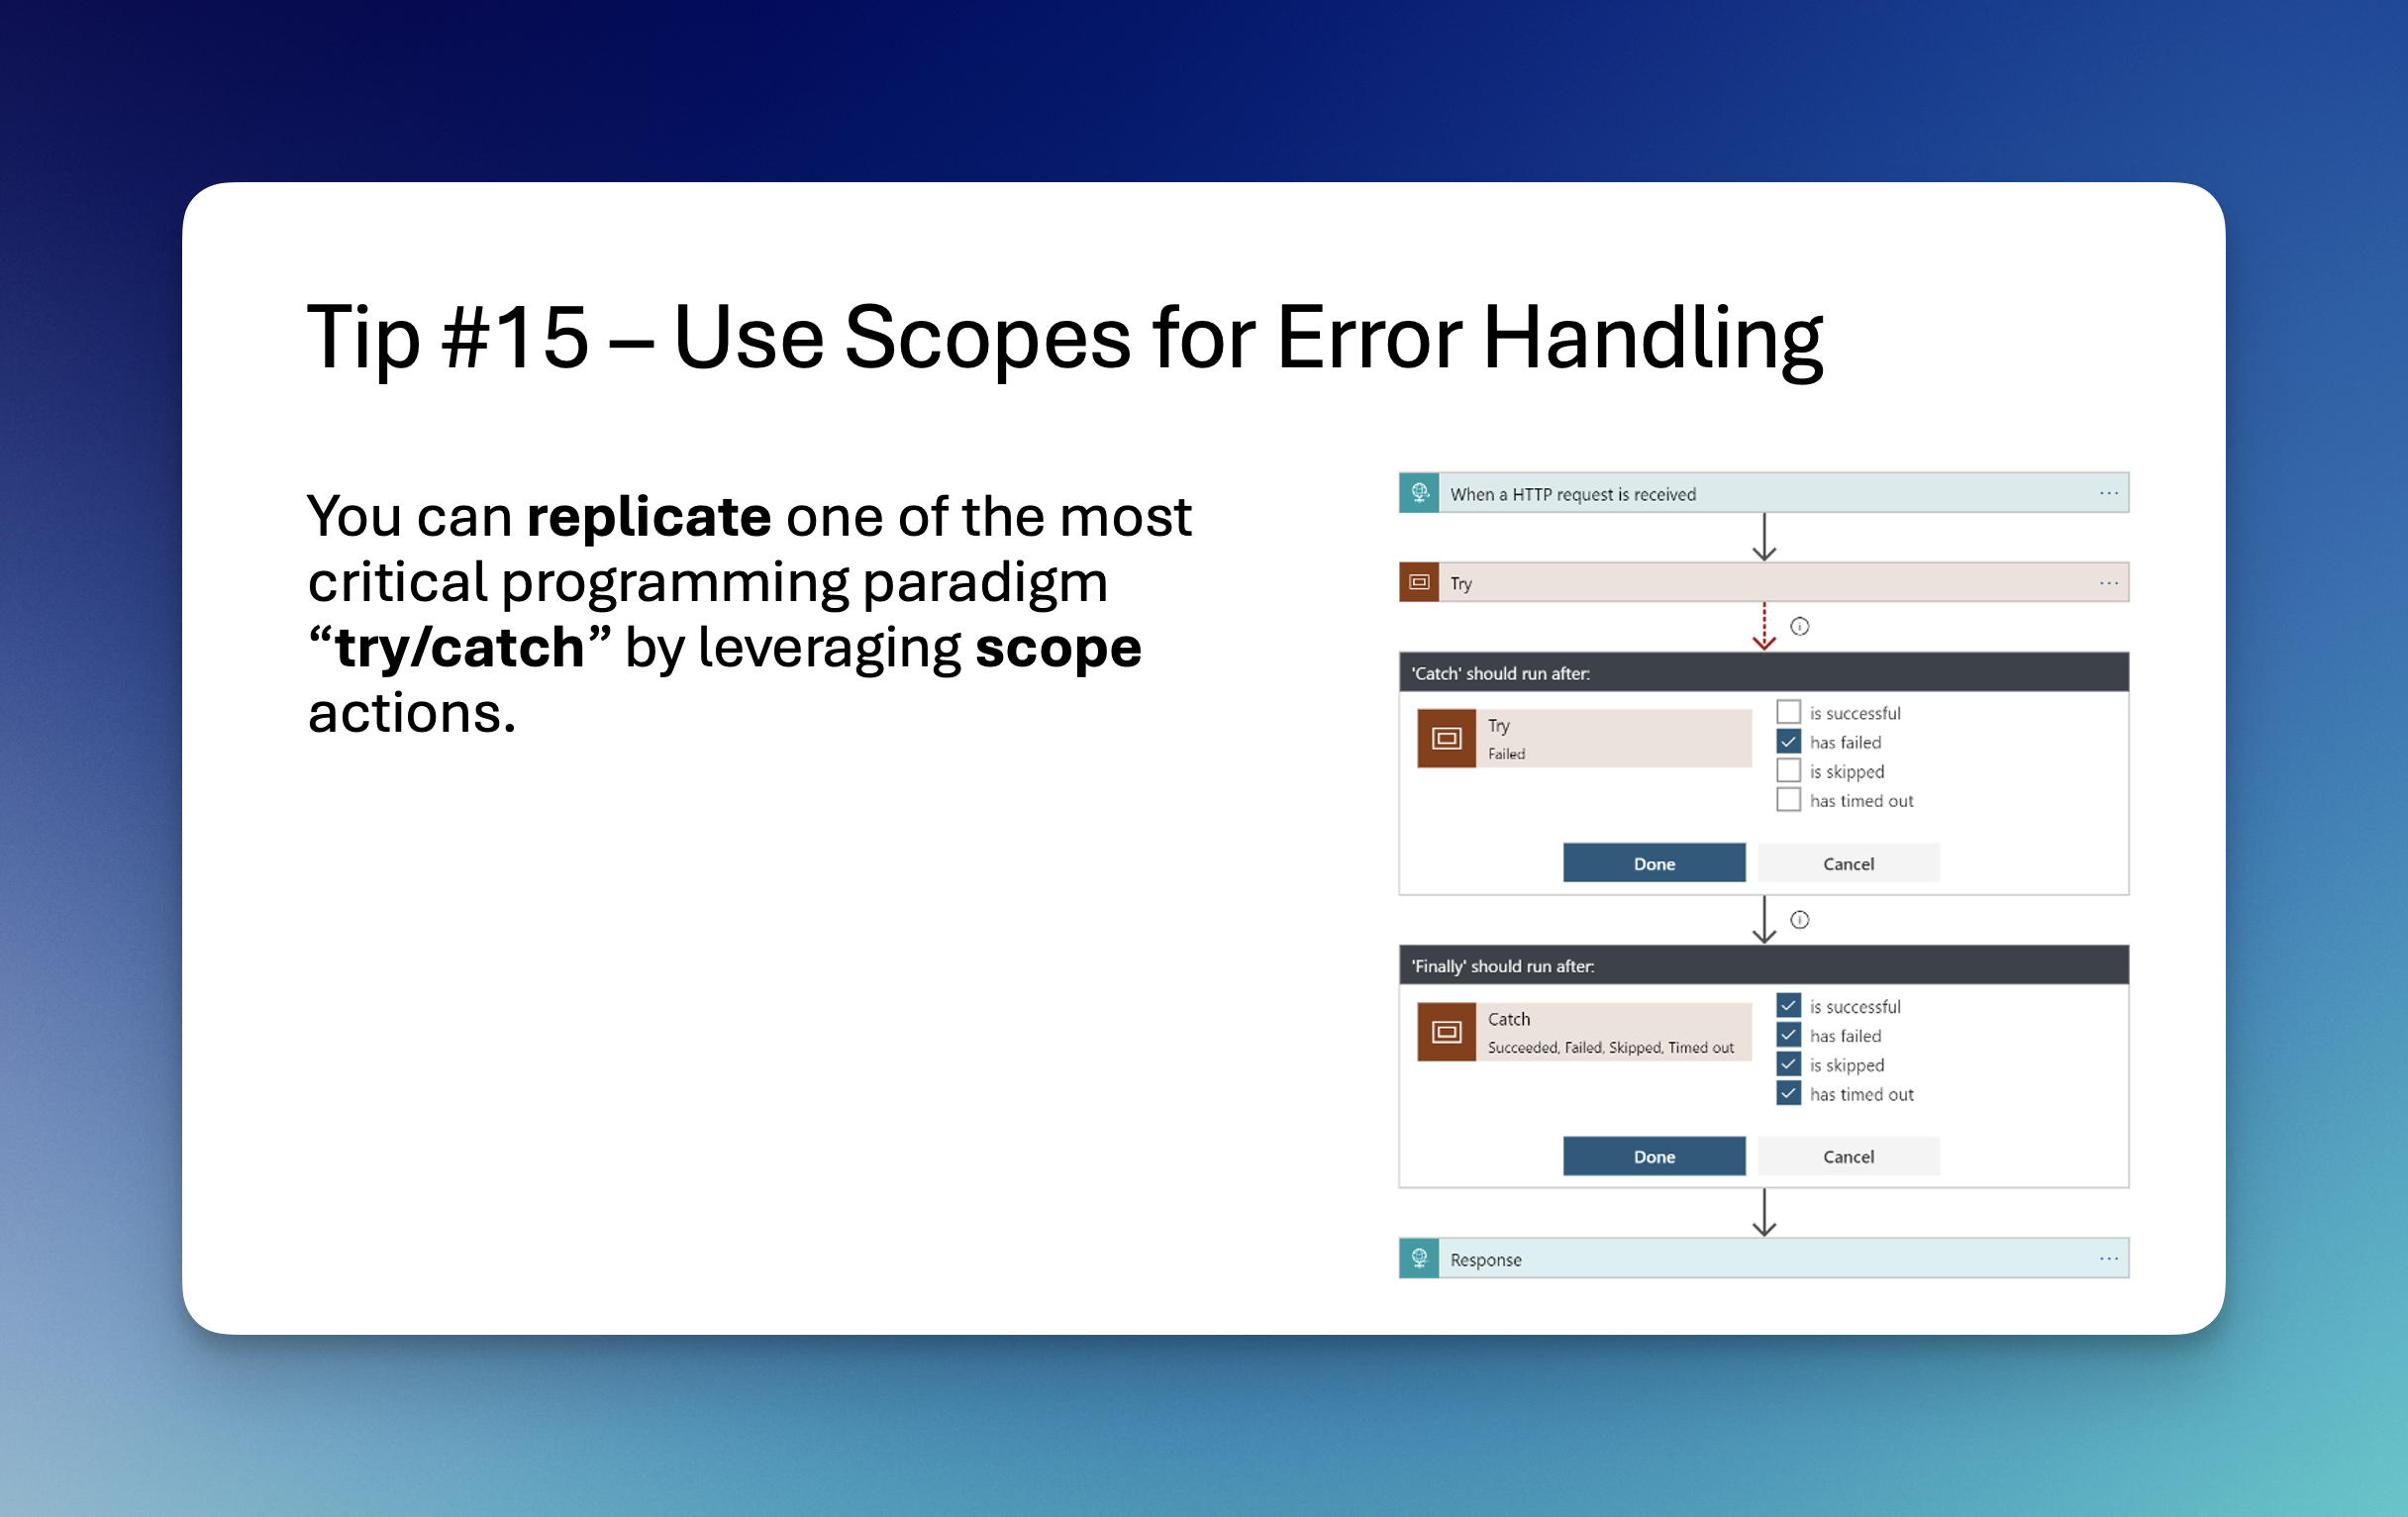 Tip #15 – Use Scopes for Error Handling
You can replicate one of the most
critical programming paradigm
“try/catch” by leveraging scope
actions.
When a HTTP request is received
Try
'Catch' should run after:
Try
Failed
is successful
has failed
is skipped
has timed out
Done
Cancel
'Finally' should run after:
Catch
Succeeded, Failed, Skipped, Timed out
is successful
has failed
is skipped
has timed out
Done
Cancel
Response